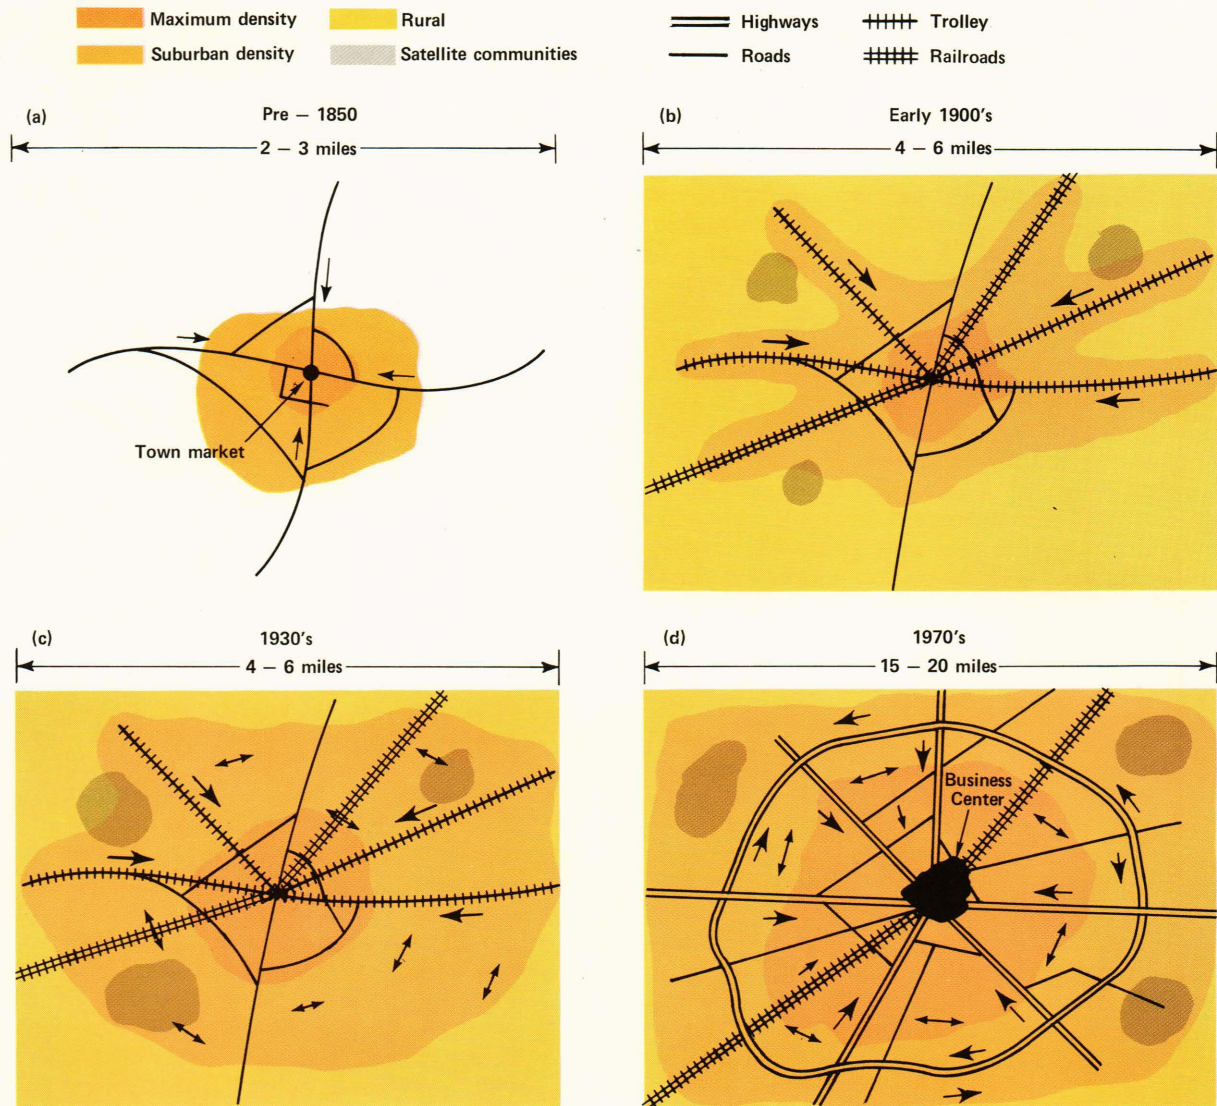 Maximum density
Rural
Highways
Trolley
Suburban density
Satellite communities
Roads
Railroads
(a)
Pre – 1850
2 – 3 miles
Town market
(b)
Early 1900's
4 – 6 miles
(c)
1930's
4 – 6 miles
(d)
1970's
15 – 20 miles
Business
Center